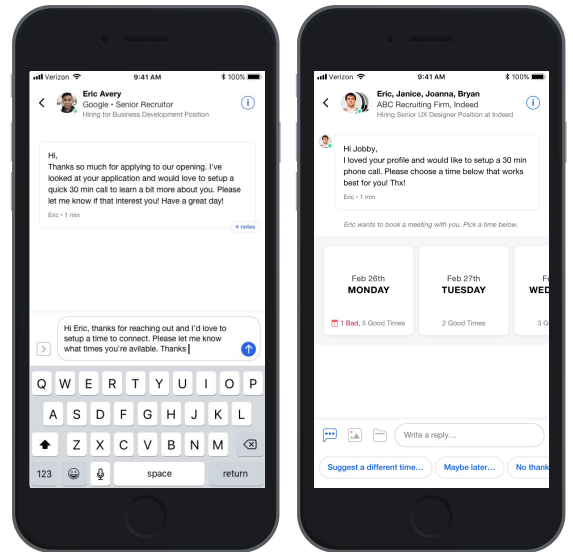 Verizon 9:41 AM 100%
Eric Avery
Google • Senior Recruitor
Hiring for Business Development Position
Hi,
Thanks so much for applying to our opening. I've
looked at your application and would love to setup a
quick 30 min call to learn a bit more about you. Please
let me know if that interest you! Have a great day!
Eric • 1 min
+ notes
Hi Eric, thanks for reaching out and I'd love to
setup a time to connect. Please let me know
what times you're avilable. Thanks
Q W E R T Y U I O P
A S D F G H J K L
Z X C V B N M
123 space return
Verizon 9:41 AM 100%
Eric, Janice, Joanna, Bryan
ABC Recruiting Firm, Indeed
Hiring Senior UX Designer Position at Indeed
Hi Jobby,
I loved your profile and would like to setup a 30 min
phone call. Please choose a time below that works
best for you! Thx!
Eric • 1 min
Eric wants to book a meeting with you. Pick a time below.
Feb 26th
MONDAY
1 Bad, 5 Good Times
Feb 27th
TUESDAY
2 Good Times
Fe
WED
3 G
Write a reply...
Suggest a different time... Maybe later... No thank